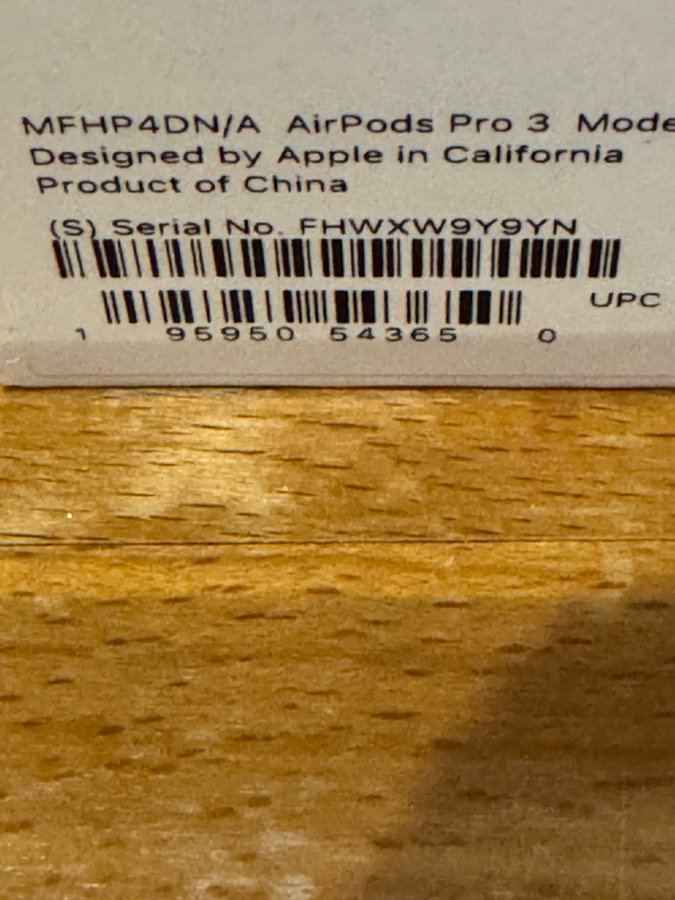 MFHP4DN/A AirPods Pro 3
Designed by Apple in California
Product of China
(S) Serial No. FHWXW9Y9YN
UPC
1 95950 54365 0